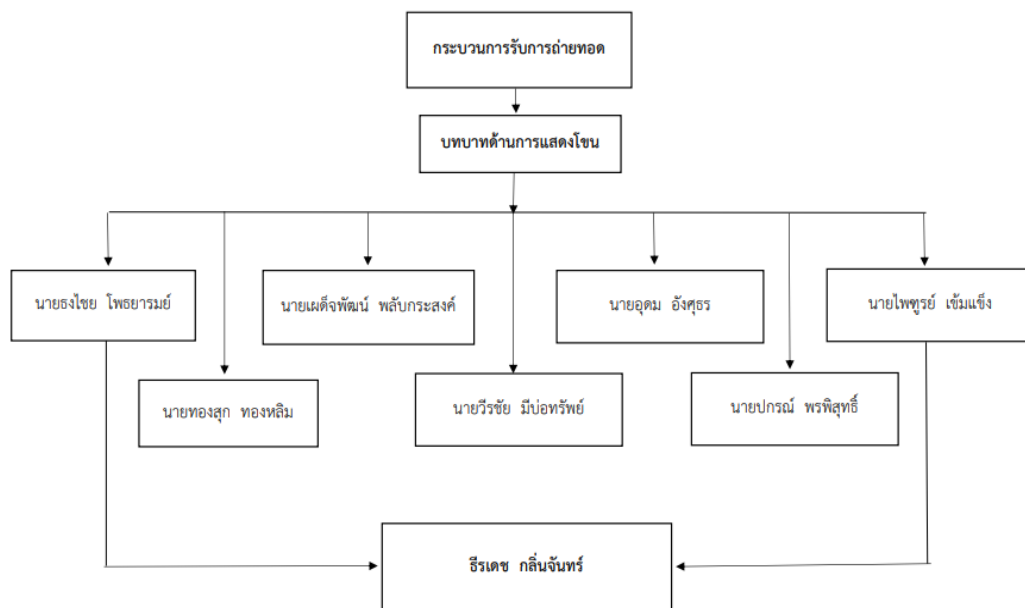 กระบวนการรับการถ่ายทอด
บทบาทด้านการแสดงโขน
นายธงไชย โพธยารมย์
นายเผด็จพัฒน์ พลับกระสงค์
นายอุดม อังศุธร
นายไพฑูรย์ เข้มแข็ง
นายทองสุก ทองหลิม
นายวีรชัย มีบ่อทรัพย์
นายปกรณ์ พรพิสุทธิ์
ธีรเดช กลิ่นจันทร์